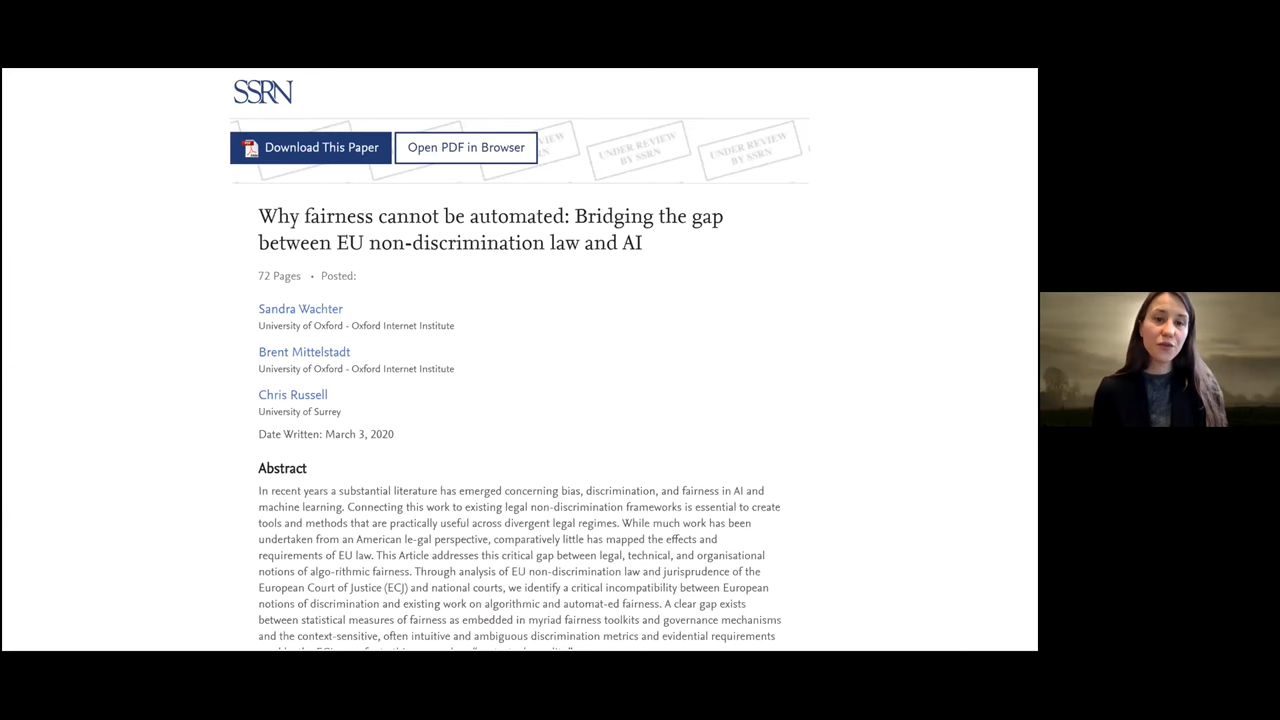 SSRN
Download This Paper
Open PDF in Browser
UNDER REVIEW
BY SSRN
UNDER REVIEW
BY SSRN
Why fairness cannot be automated: Bridging the gap
between EU non-discrimination law and AI
72 Pages • Posted:
Sandra Wachter
University of Oxford - Oxford Internet Institute
Brent Mittelstadt
University of Oxford - Oxford Internet Institute
Chris Russell
University of Surrey
Date Written: March 3, 2020
Abstract
In recent years a substantial literature has emerged concerning bias, discrimination, and fairness in AI and
machine learning. Connecting this work to existing legal non-discrimination frameworks is essential to create
tools and methods that are practically useful across divergent legal regimes. While much work has been
undertaken from an American le-gal perspective, comparatively little has mapped the effects and
requirements of EU law. This Article addresses this critical gap between legal, technical, and organisational
notions of algo-rithmic fairness. Through analysis of EU non-discrimination law and jurisprudence of the
European Court of Justice (ECJ) and national courts, we identify a critical incompatibility between European
notions of discrimination and existing work on algorithmic and automat-ed fairness. A clear gap exists
between statistical measures of fairness as embedded in myriad fairness toolkits and governance mechanisms
and the context-sensitive, often intuitive and ambiguous discrimination metrics and evidential requirements